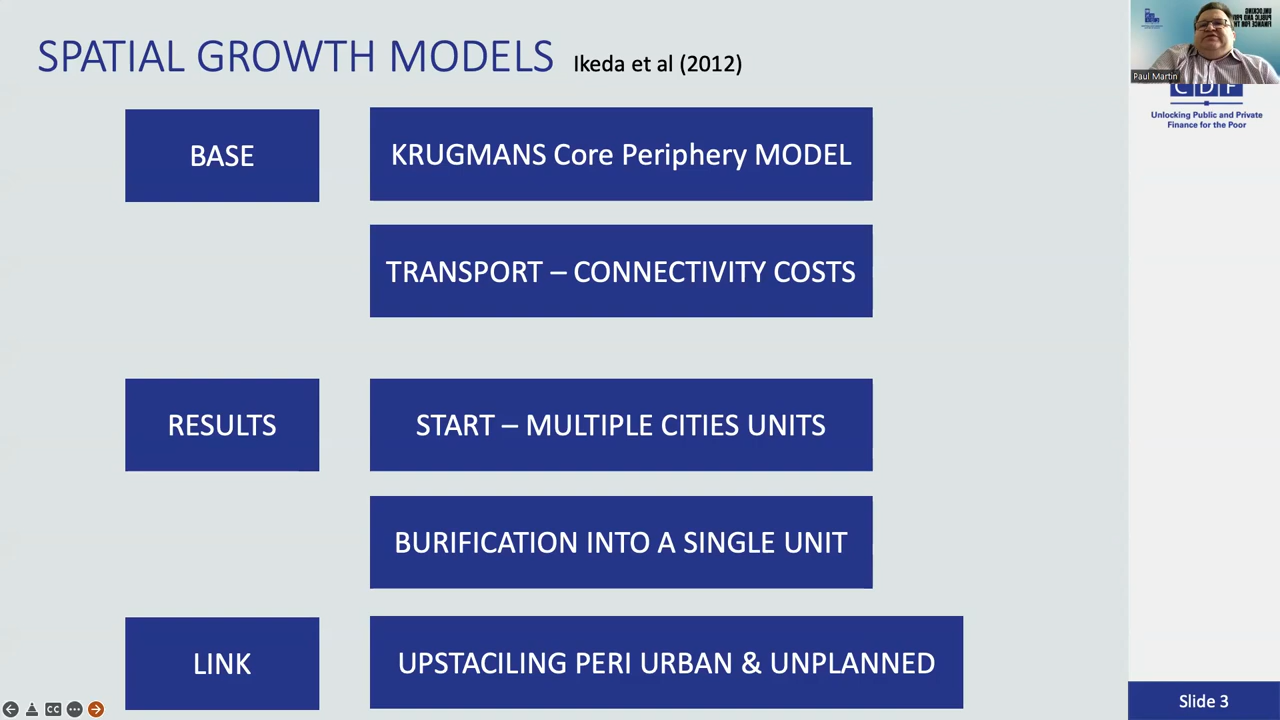 SPATIAL GROWTH MODELS Ikeda et al (2012)
BASE
KRUGMANS Core Periphery MODEL
TRANSPORT – CONNECTIVITY COSTS
RESULTS
START – MULTIPLE CITIES UNITS
BURIFICATION INTO A SINGLE UNIT
LINK
UPSTACILING PERI URBAN & UNPLANNED
Paul Martin
CDF
Unlocking Public and Private
Finance for the Poor
Slide 3
CC